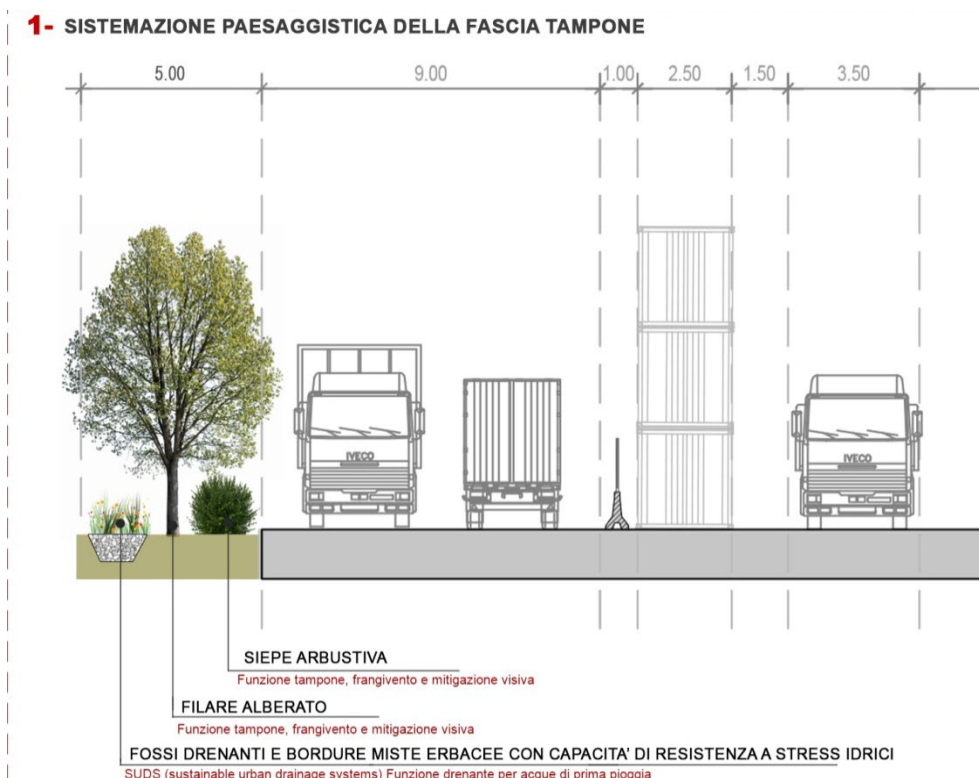 1- SISTEMAZIONE PAESAGGISTICA DELLA FASCIA TAMPONE
5.00 9.00 1.00 2.50 1.50 3.50
IVECO IVECO
SIEPE ARBUSTIVA
Funzione tampone, frangivento e mitigazione visiva
FILARE ALBERATO
Funzione tampone, frangivento e mitigazione visiva
FOSSI DRENANTI E BORDURE MISTE ERBACEE CON CAPACITA' DI RESISTENZA A STRESS IDRICI
SUDS (sustainable urban drainage systems) Funzione drenante per acque di prima pioggia